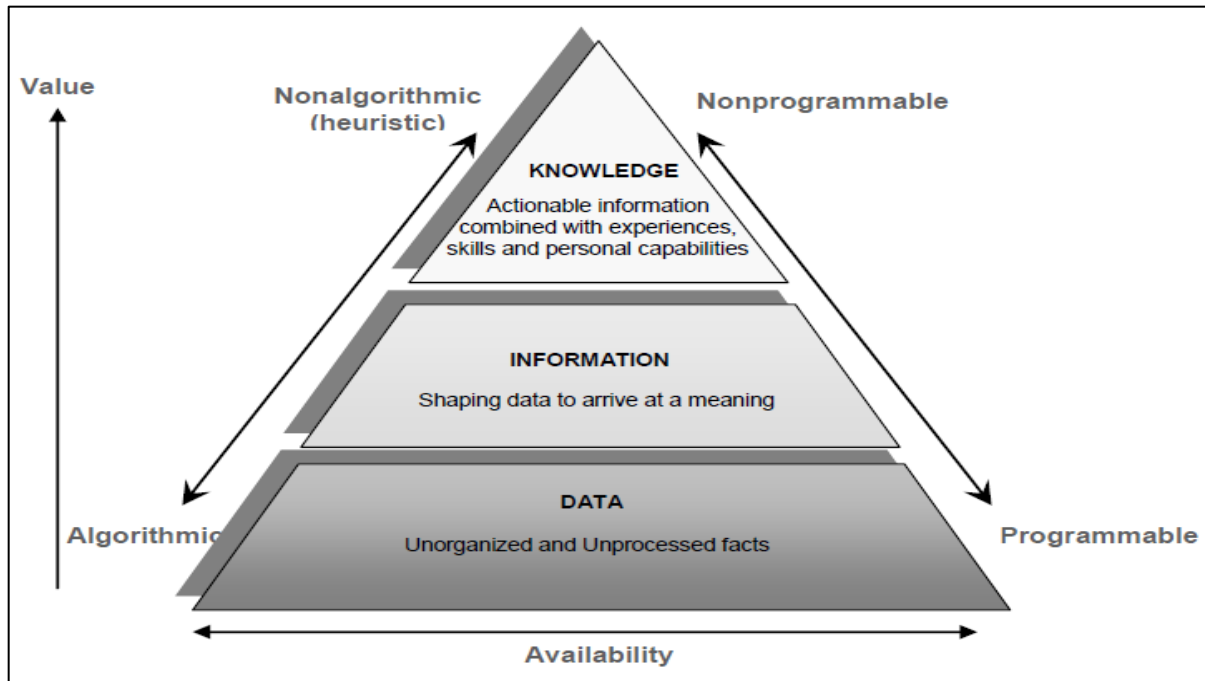 Value
Nonalgorithmic
(heuristic)
Nonprogrammable
KNOWLEDGE
Actionable information
combined with experiences,
skills and personal capabilities
INFORMATION
Shaping data to arrive at a meaning
DATA
Unorganized and Unprocessed facts
Algorithmic
Programmable
Availability